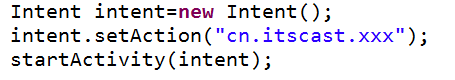 Intent intent=new Intent();
intent.setAction("cn.itscast.xxx");
startActivity(intent);